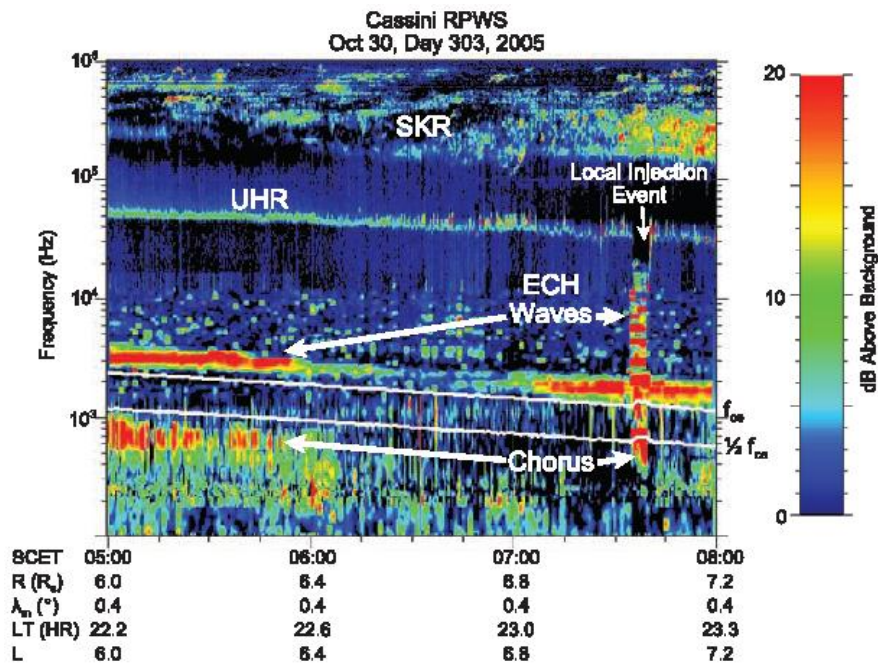 Cassini RPWS
Oct 30, Day 303, 2005
10⁶
20
SKR
10⁵
Local Injection
Event
UHR
Frequency (Hz)
ECH
Waves
10⁴
10
dB Above Background
f_ce
10³
½ f_ce
Chorus
0
SCET 05:00 06:00 07:00 08:00
R (Rₛ) 6.0 6.4 6.8 7.2
λₘ (°) 0.4 0.4 0.4 0.4
LT (HR) 22.2 22.6 23.0 23.3
L 6.0 6.4 6.8 7.2